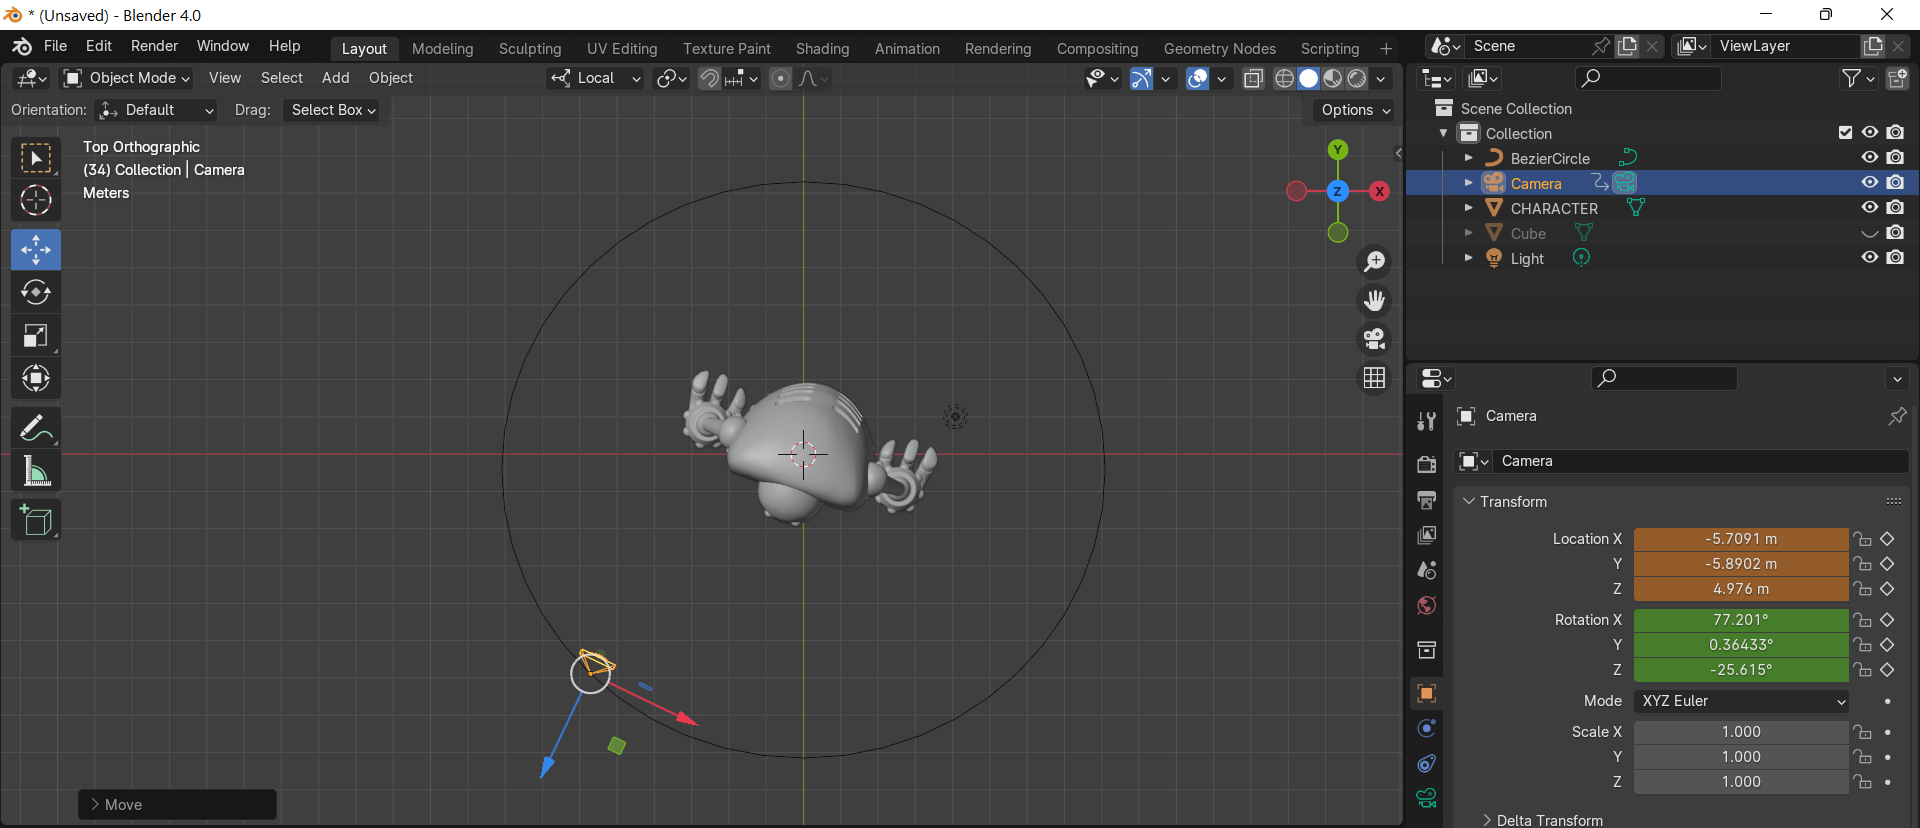 * (Unsaved) - Blender 4.0
File Edit Render Window Help Layout Modeling Sculpting UV Editing Texture Paint Shading Animation Rendering Compositing Geometry Nodes Scripting + Scene ViewLayer
Object Mode View Select Add Object Local
Orientation: Default Drag: Select Box Options
Top Orthographic
(34) Collection | Camera
Meters
Y
Z
X
Move
Scene Collection
Collection
BezierCircle
Camera
CHARACTER
Cube
Light
Camera
Camera
Transform
Location X -5.7091 m
Y -5.8902 m
Z 4.976 m
Rotation X 77.201°
Y 0.36433°
Z -25.615°
Mode XYZ Euler
Scale X 1.000
Y 1.000
Z 1.000
Delta Transform